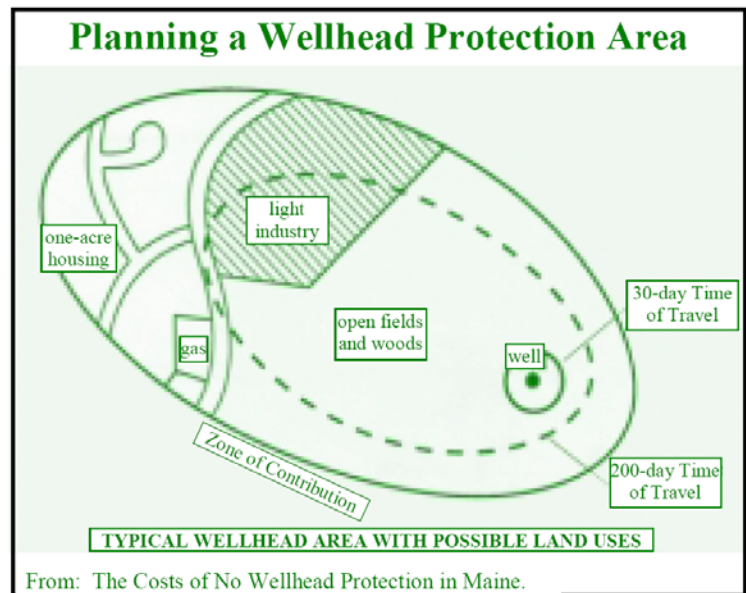 Planning a Wellhead Protection Area
light
industry
one-acre
housing
30-day Time
of Travel
open fields
and woods
gas
well
Zone of Contribution
200-day Time
of Travel
TYPICAL WELLHEAD AREA WITH POSSIBLE LAND USES
From: The Costs of No Wellhead Protection in Maine.